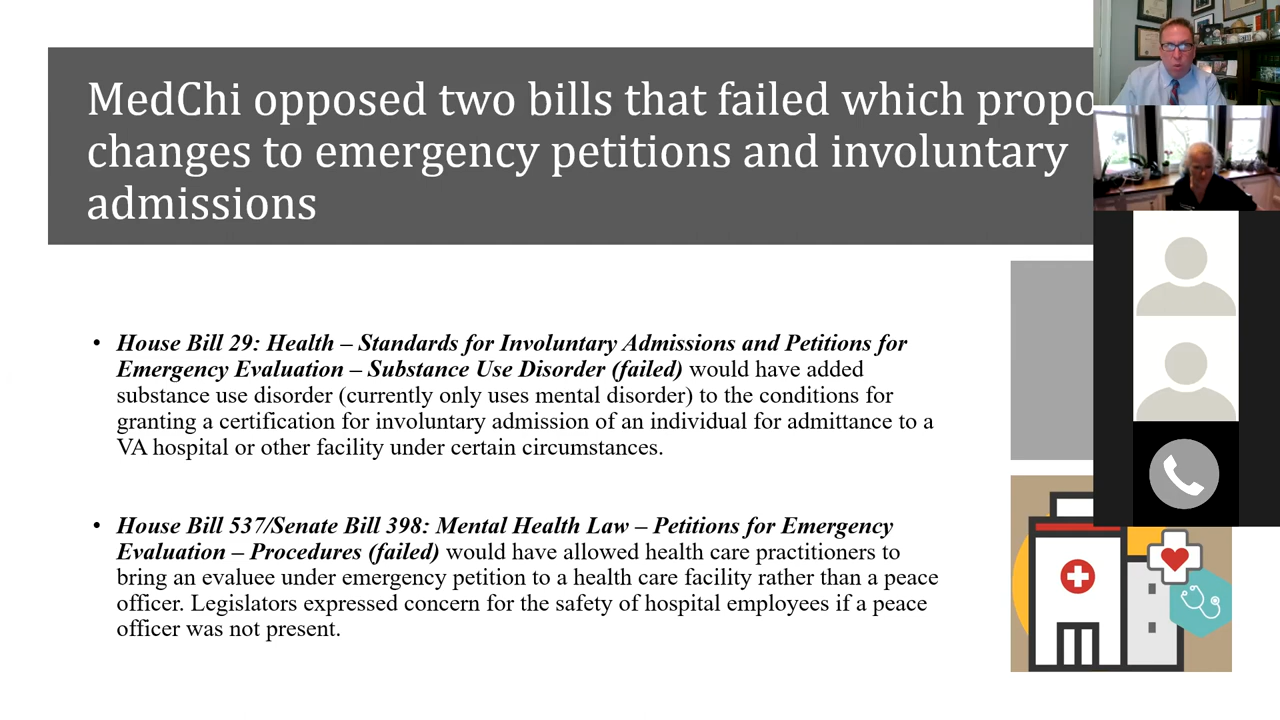 MedChi opposed two bills that failed which propo
changes to emergency petitions and involuntary
admissions
• House Bill 29: Health – Standards for Involuntary Admissions and Petitions for
Emergency Evaluation – Substance Use Disorder (failed) would have added
substance use disorder (currently only uses mental disorder) to the conditions for
granting a certification for involuntary admission of an individual for admittance to a
VA hospital or other facility under certain circumstances.
• House Bill 537/Senate Bill 398: Mental Health Law – Petitions for Emergency
Evaluation – Procedures (failed) would have allowed health care practitioners to
bring an evaluee under emergency petition to a health care facility rather than a peace
officer. Legislators expressed concern for the safety of hospital employees if a peace
officer was not present.